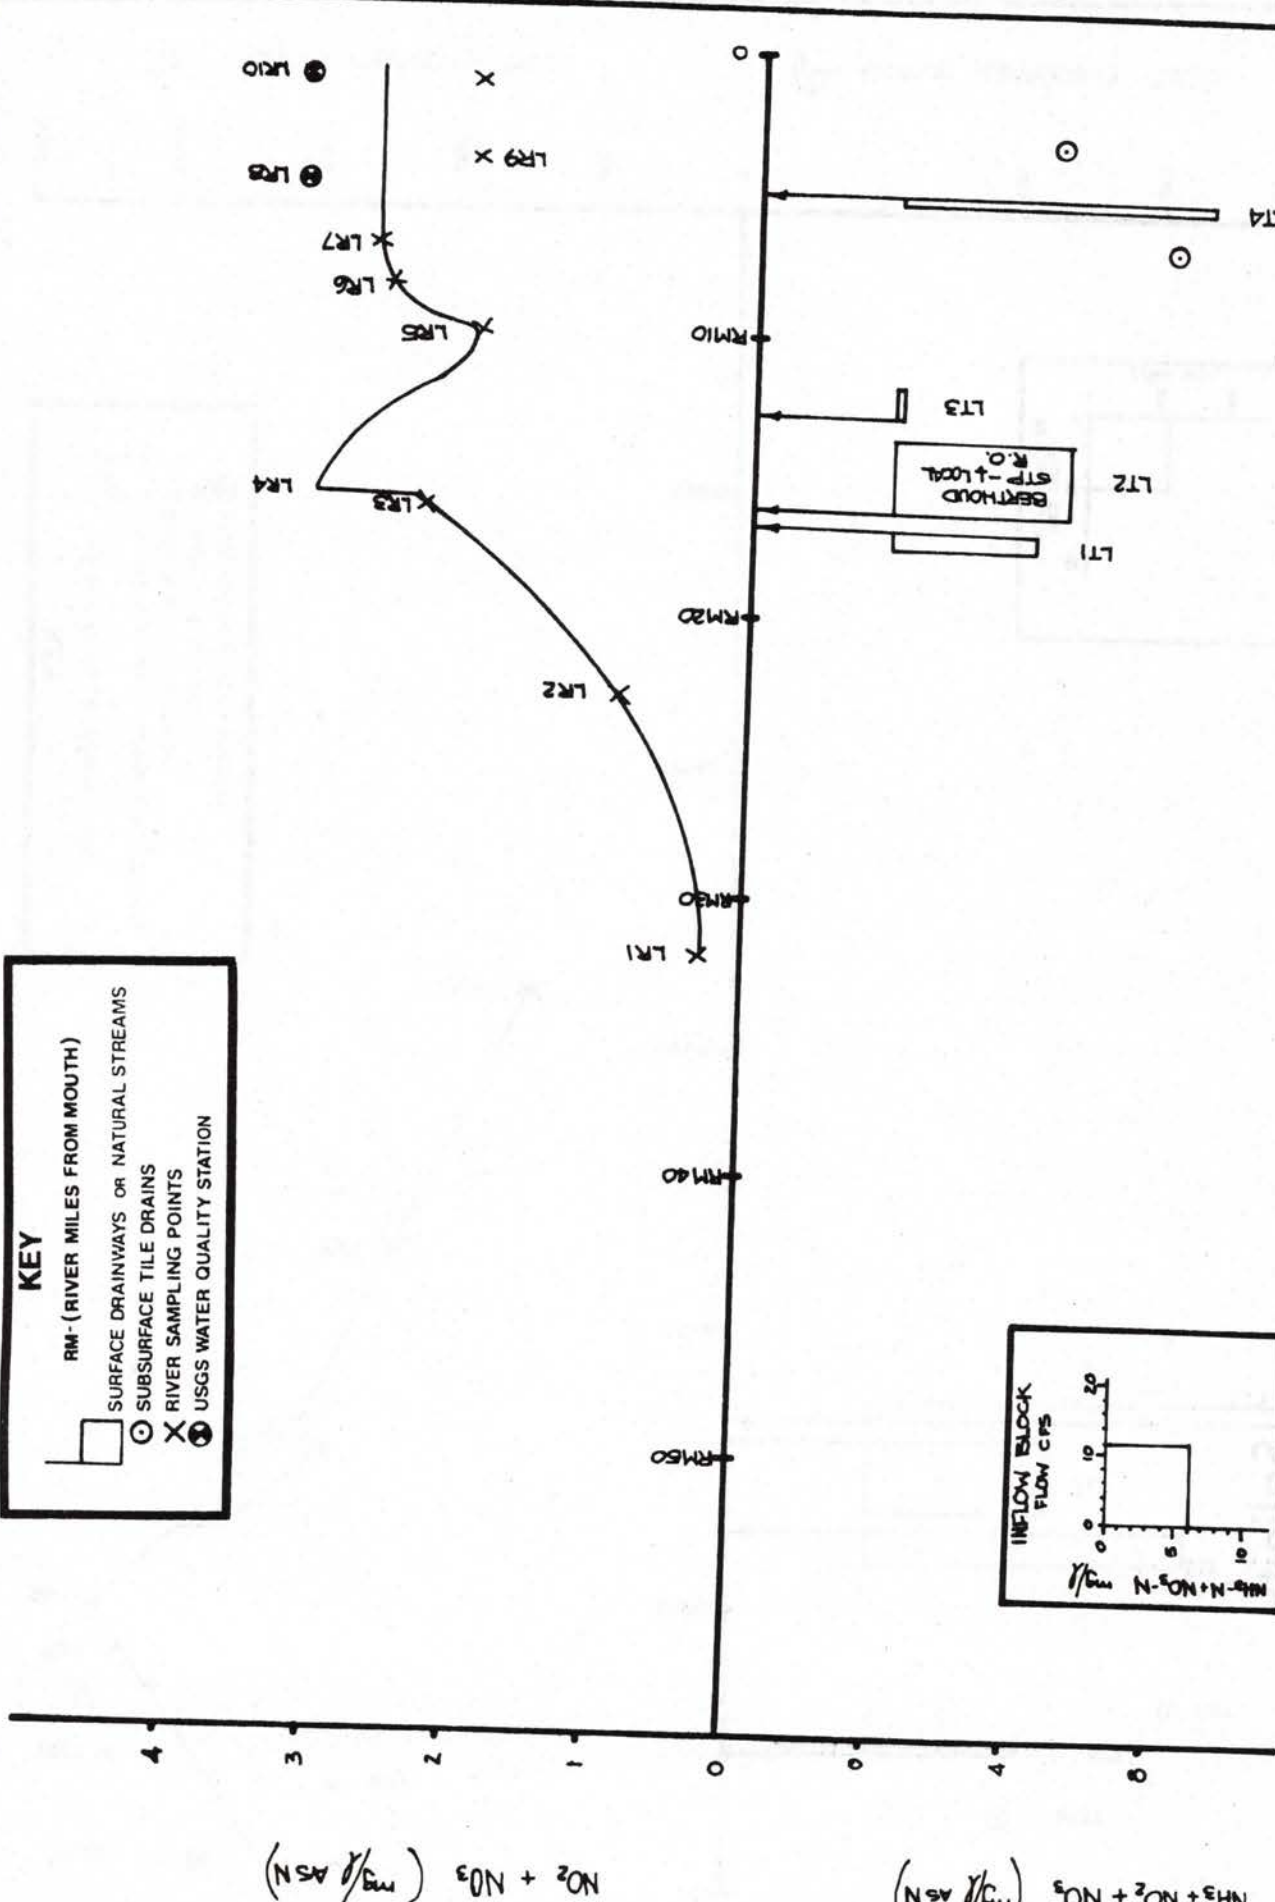 KEY
RM-(RIVER MILES FROM MOUTH)
SURFACE DRAINWAYS OR NATURAL STREAMS
SUBSURFACE TILE DRAINS
RIVER SAMPLING POINTS
USGS WATER QUALITY STATION
NO₂ + NO₃ (mg/l AS N)
4
3
2
1
0
LR1
LR2
LR3
LR4
LR5
LR6
LR7
LR8
LR9
LR10
RM50
RM40
RM30
RM20
RM10
0
NH₃ + NO₂ + NO₃ (mg/l AS N)
0
4
8
LT1
BERTHOUD
STP + LOCAL
R.O.
LT2
LT3
LT4
INFLOW BLOCK
FLOW CFS
20
10
0
0
5
10
NH₃-N+NO₃-N mg/l